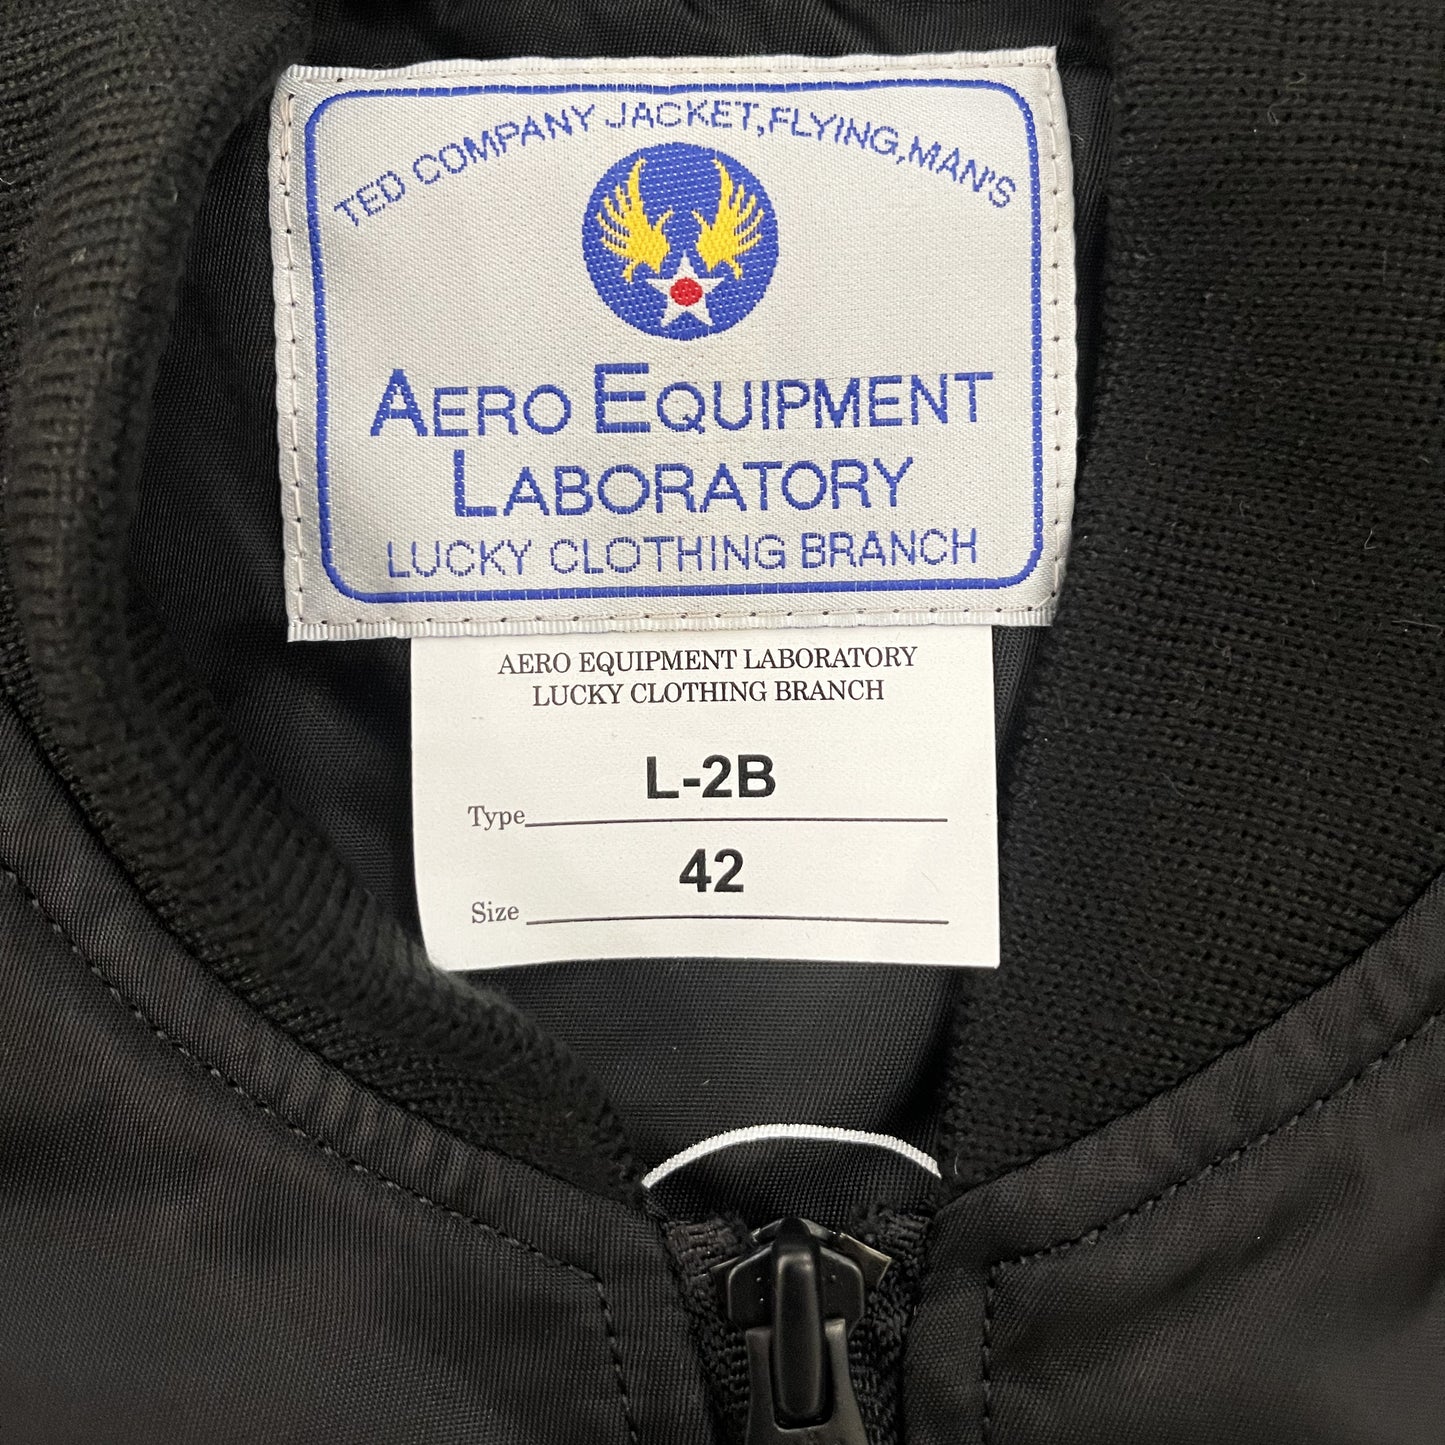 TED COMPANY JACKET,FLYING,MAN'S
AERO EQUIPMENT
LABORATORY
LUCKY CLOTHING BRANCH
AERO EQUIPMENT LABORATORY
LUCKY CLOTHING BRANCH
Type L-2B
Size 42